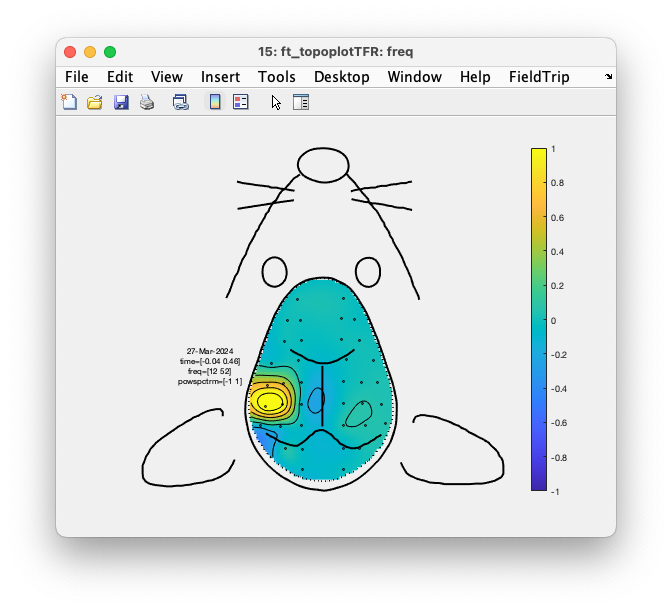 15: ft_topoplotTFR: freq
File Edit View Insert Tools Desktop Window Help FieldTrip
27-Mar-2024
time=[-0.04 0.46]
freq=[12 52]
powspctrm=[-1 1]
1
0.8
0.6
0.4
0.2
0
-0.2
-0.4
-0.6
-0.8
-1